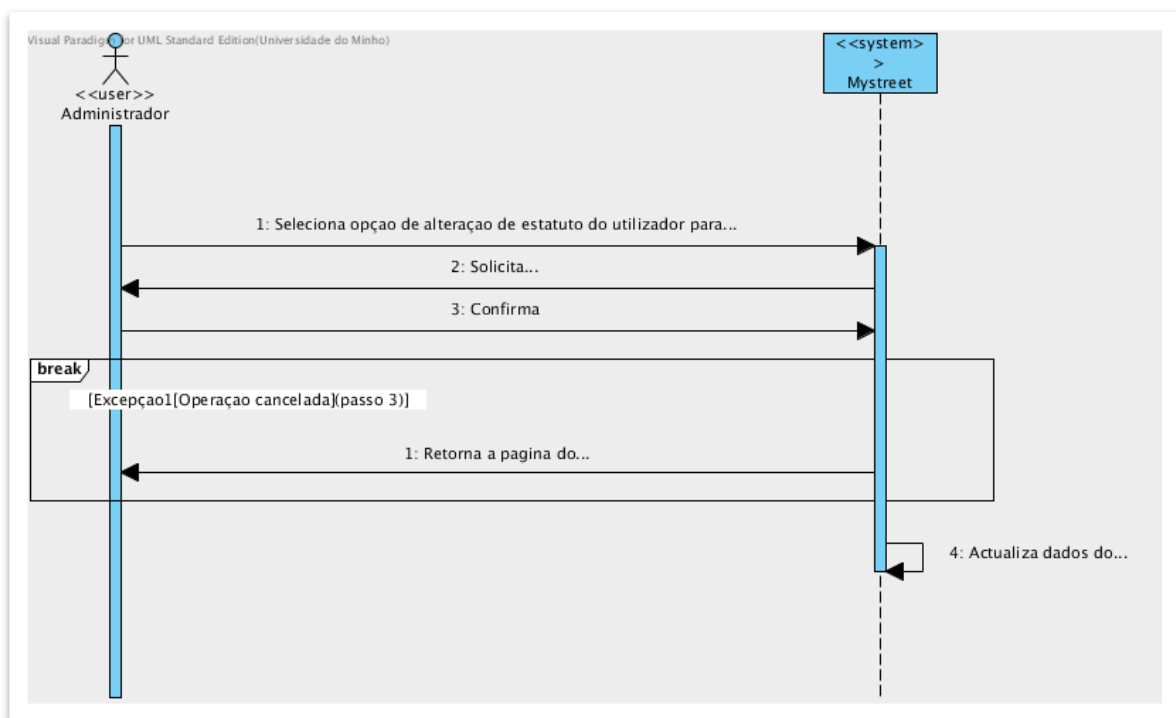 Visual Paradigm for UML Standard Edition(Universidade do Minho)
<<user>>
Administrador
<<system>
>
Mystreet
1: Seleciona opçao de alteraçao de estatuto do utilizador para...
2: Solicita...
3: Confirma
break
[Excepçao1[Operaçao cancelada](passo 3)]
1: Retorna a pagina do...
4: Actualiza dados do...